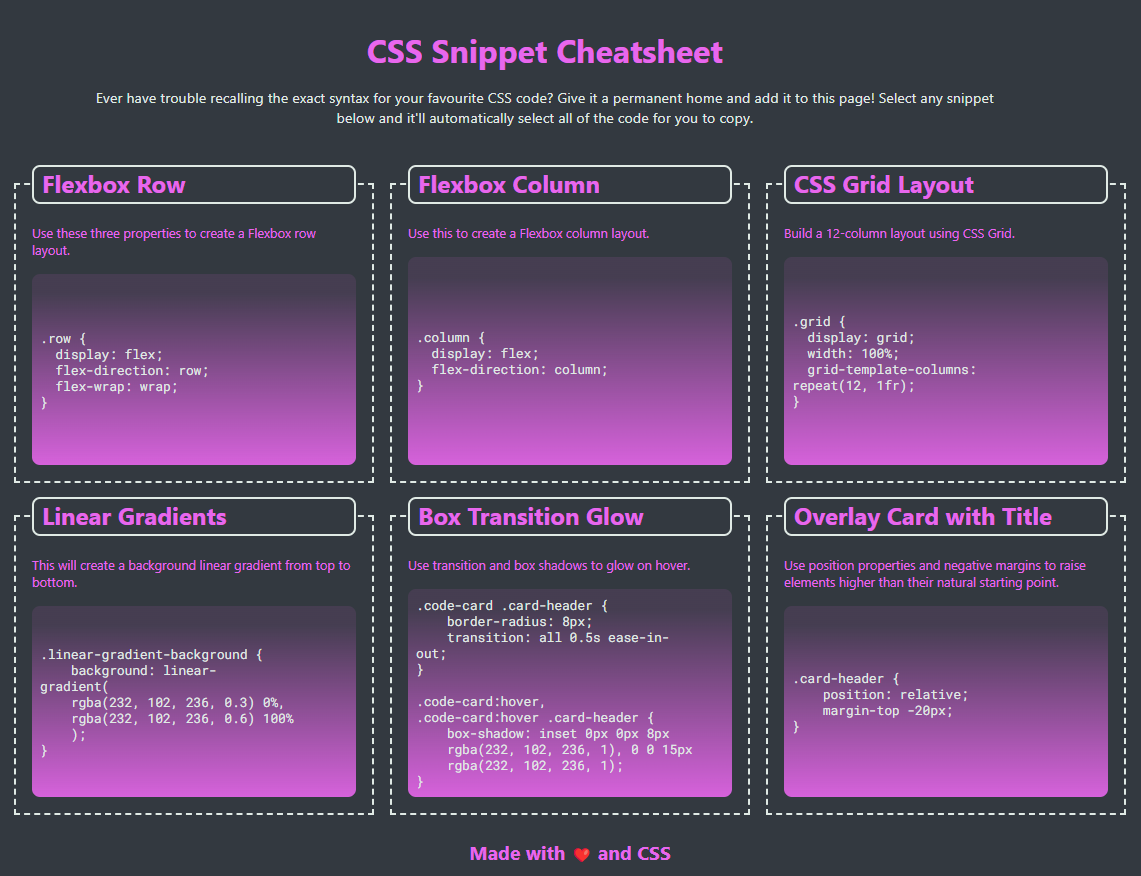 CSS Snippet Cheatsheet
Ever have trouble recalling the exact syntax for your favourite CSS code? Give it a permanent home and add it to this page! Select any snippet
below and it'll automatically select all of the code for you to copy.
Flexbox Row
Use these three properties to create a Flexbox row
layout.
.row {
  display: flex;
  flex-direction: row;
  flex-wrap: wrap;
}
Flexbox Column
Use this to create a Flexbox column layout.
.column {
  display: flex;
  flex-direction: column;
}
CSS Grid Layout
Build a 12-column layout using CSS Grid.
.grid {
  display: grid;
  width: 100%;
  grid-template-columns:
repeat(12, 1fr);
}
Linear Gradients
This will create a background linear gradient from top to
bottom.
.linear-gradient-background {
    background: linear-
gradient(
    rgba(232, 102, 236, 0.3) 0%,
    rgba(232, 102, 236, 0.6) 100%
    );
}
Box Transition Glow
Use transition and box shadows to glow on hover.
.code-card .card-header {
    border-radius: 8px;
    transition: all 0.5s ease-in-
out;
}
.code-card:hover,
.code-card:hover .card-header {
    box-shadow: inset 0px 0px 8px
    rgba(232, 102, 236, 1), 0 0 15px
    rgba(232, 102, 236, 1);
}
Overlay Card with Title
Use position properties and negative margins to raise
elements higher than their natural starting point.
.card-header {
    position: relative;
    margin-top -20px;
}
Made with ❤️ and CSS